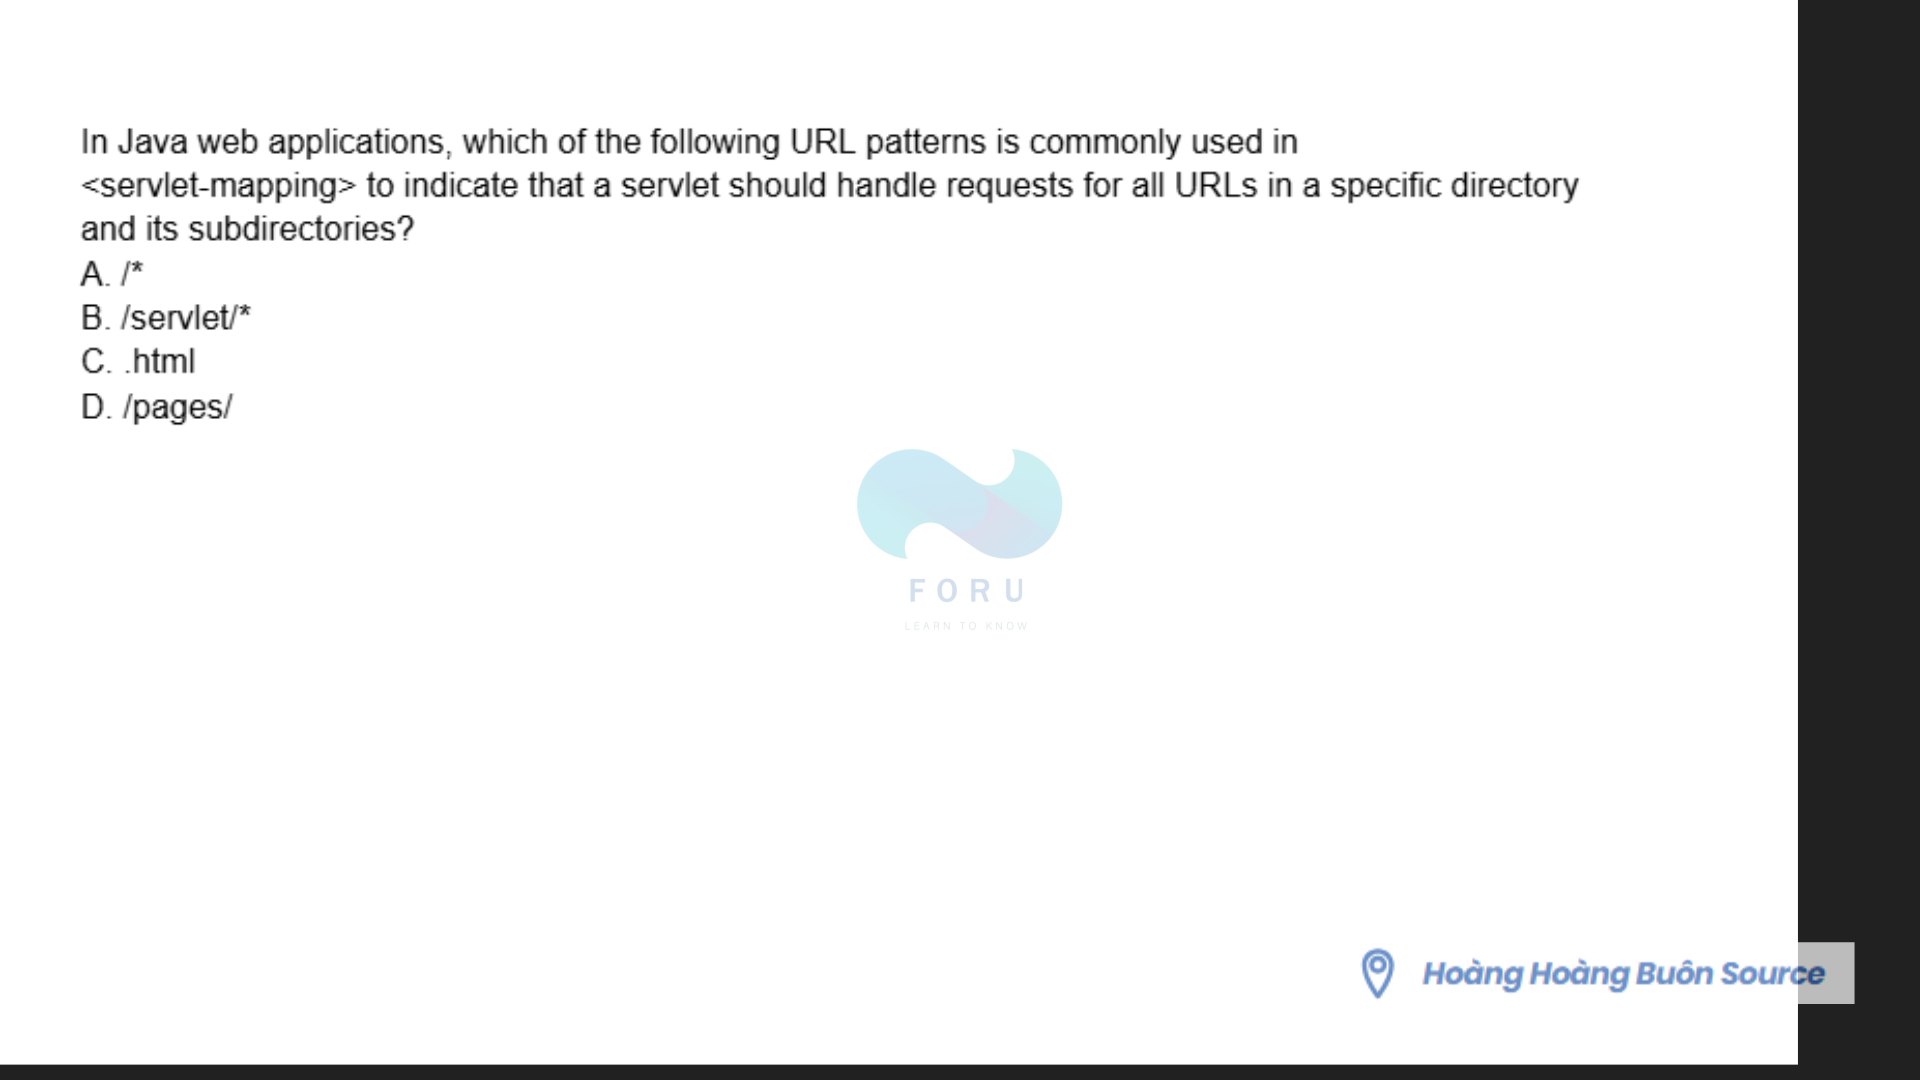 In Java web applications, which of the following URL patterns is commonly used in
<servlet-mapping> to indicate that a servlet should handle requests for all URLs in a specific directory
and its subdirectories?
A. /*
B. /servlet/*
C. .html
D. /pages/
FORU
LEARN TO KNOW
Hoàng Hoàng Buôn Source